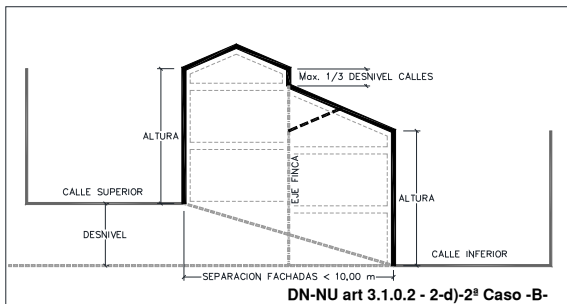 Max. 1/3 DESNIVEL CALLES
ALTURA
EJE FINCA
ALTURA
CALLE SUPERIOR
DESNIVEL
CALLE INFERIOR
SEPARACION FACHADAS < 10,00 m
DN-NU art 3.1.0.2 - 2-d)-2ª Caso -B-